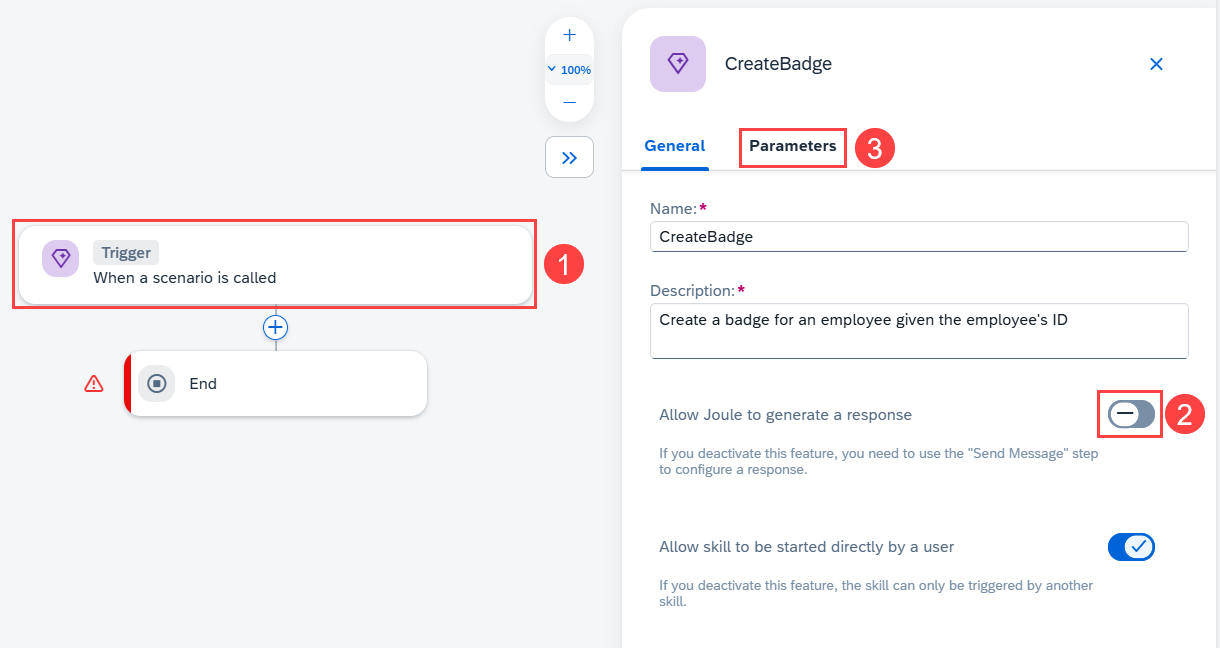 100%
Trigger
When a scenario is called
1
End
CreateBadge
General
Parameters
3
Name:*
CreateBadge
Description:*
Create a badge for an employee given the employee's ID
Allow Joule to generate a response
2
If you deactivate this feature, you need to use the "Send Message" step
to configure a response.
Allow skill to be started directly by a user
If you deactivate this feature, the skill can only be triggered by another
skill.